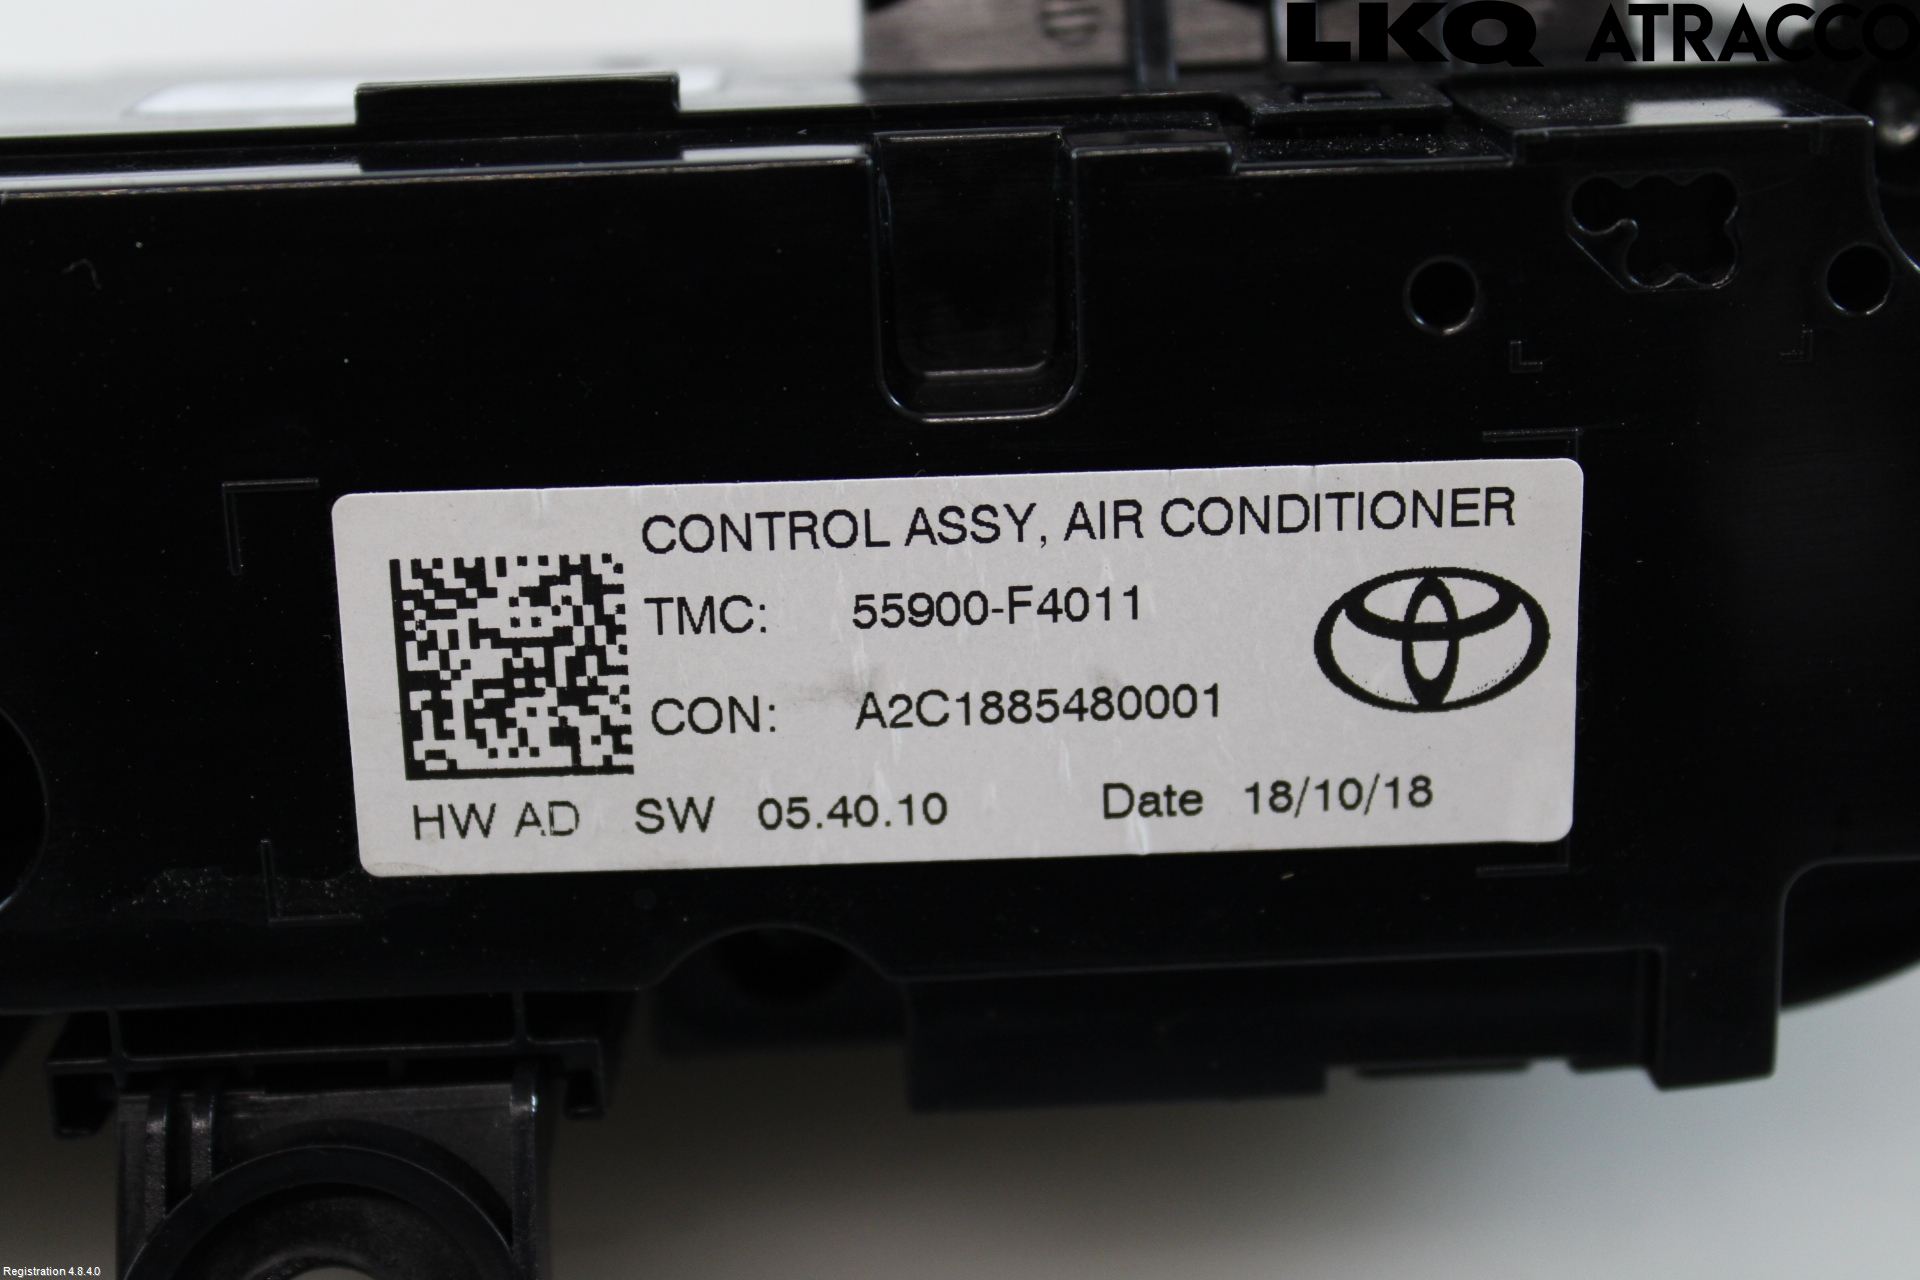 LKQ ATRACCO
CONTROL ASSY, AIR CONDITIONER
TMC: 55900-F4011
CON: A2C1885480001
HW AD SW 05.40.10 Date 18/10/18
Registration 4.8.4.0